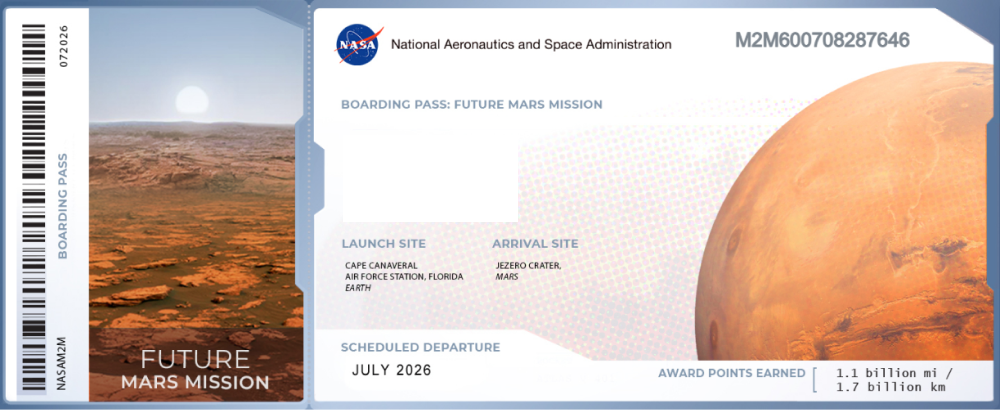 072026
BOARDING PASS
NASAM2M
FUTURE
MARS MISSION
NASA
National Aeronautics and Space Administration
M2M600708287646
BOARDING PASS: FUTURE MARS MISSION
LAUNCH SITE
CAPE CANAVERAL
AIR FORCE STATION, FLORIDA
EARTH
ARRIVAL SITE
JEZERO CRATER,
MARS
SCHEDULED DEPARTURE
JULY 2026
AWARD POINTS EARNED
1.1 billion mi /
1.7 billion km